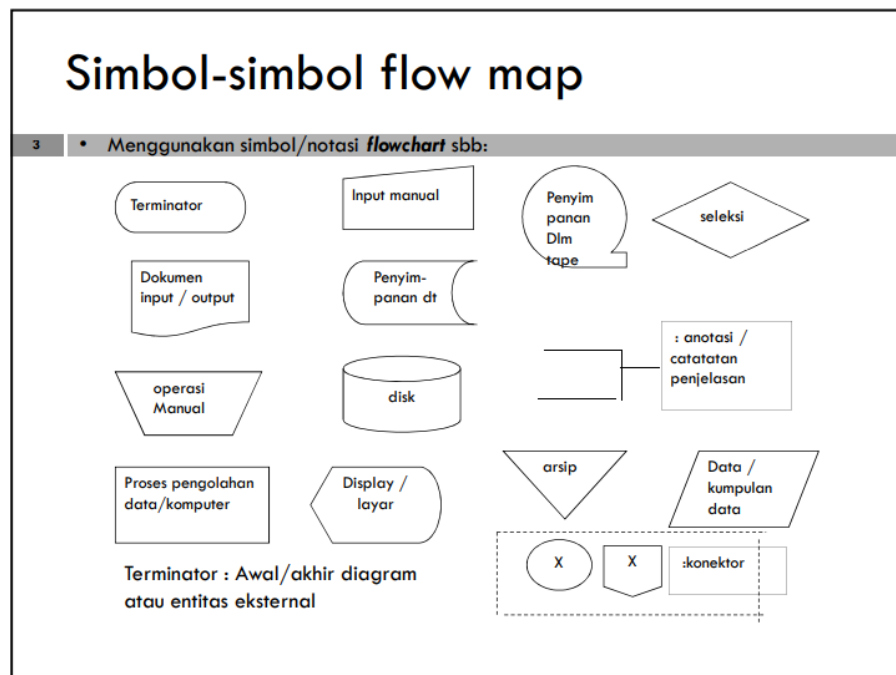 Simbol-simbol flow map
3
• Menggunakan simbol/notasi flowchart sbb:
Terminator
Input manual
Penyim
panan
Dlm
tape
seleksi
Dokumen
input / output
Penyim-
panan dt
: anotasi /
catatatan
penjelasan
operasi
Manual
disk
arsip
Data /
kumpulan
data
Proses pengolahan
data/komputer
Display /
layar
X
X
:konektor
Terminator : Awal/akhir diagram
atau entitas eksternal